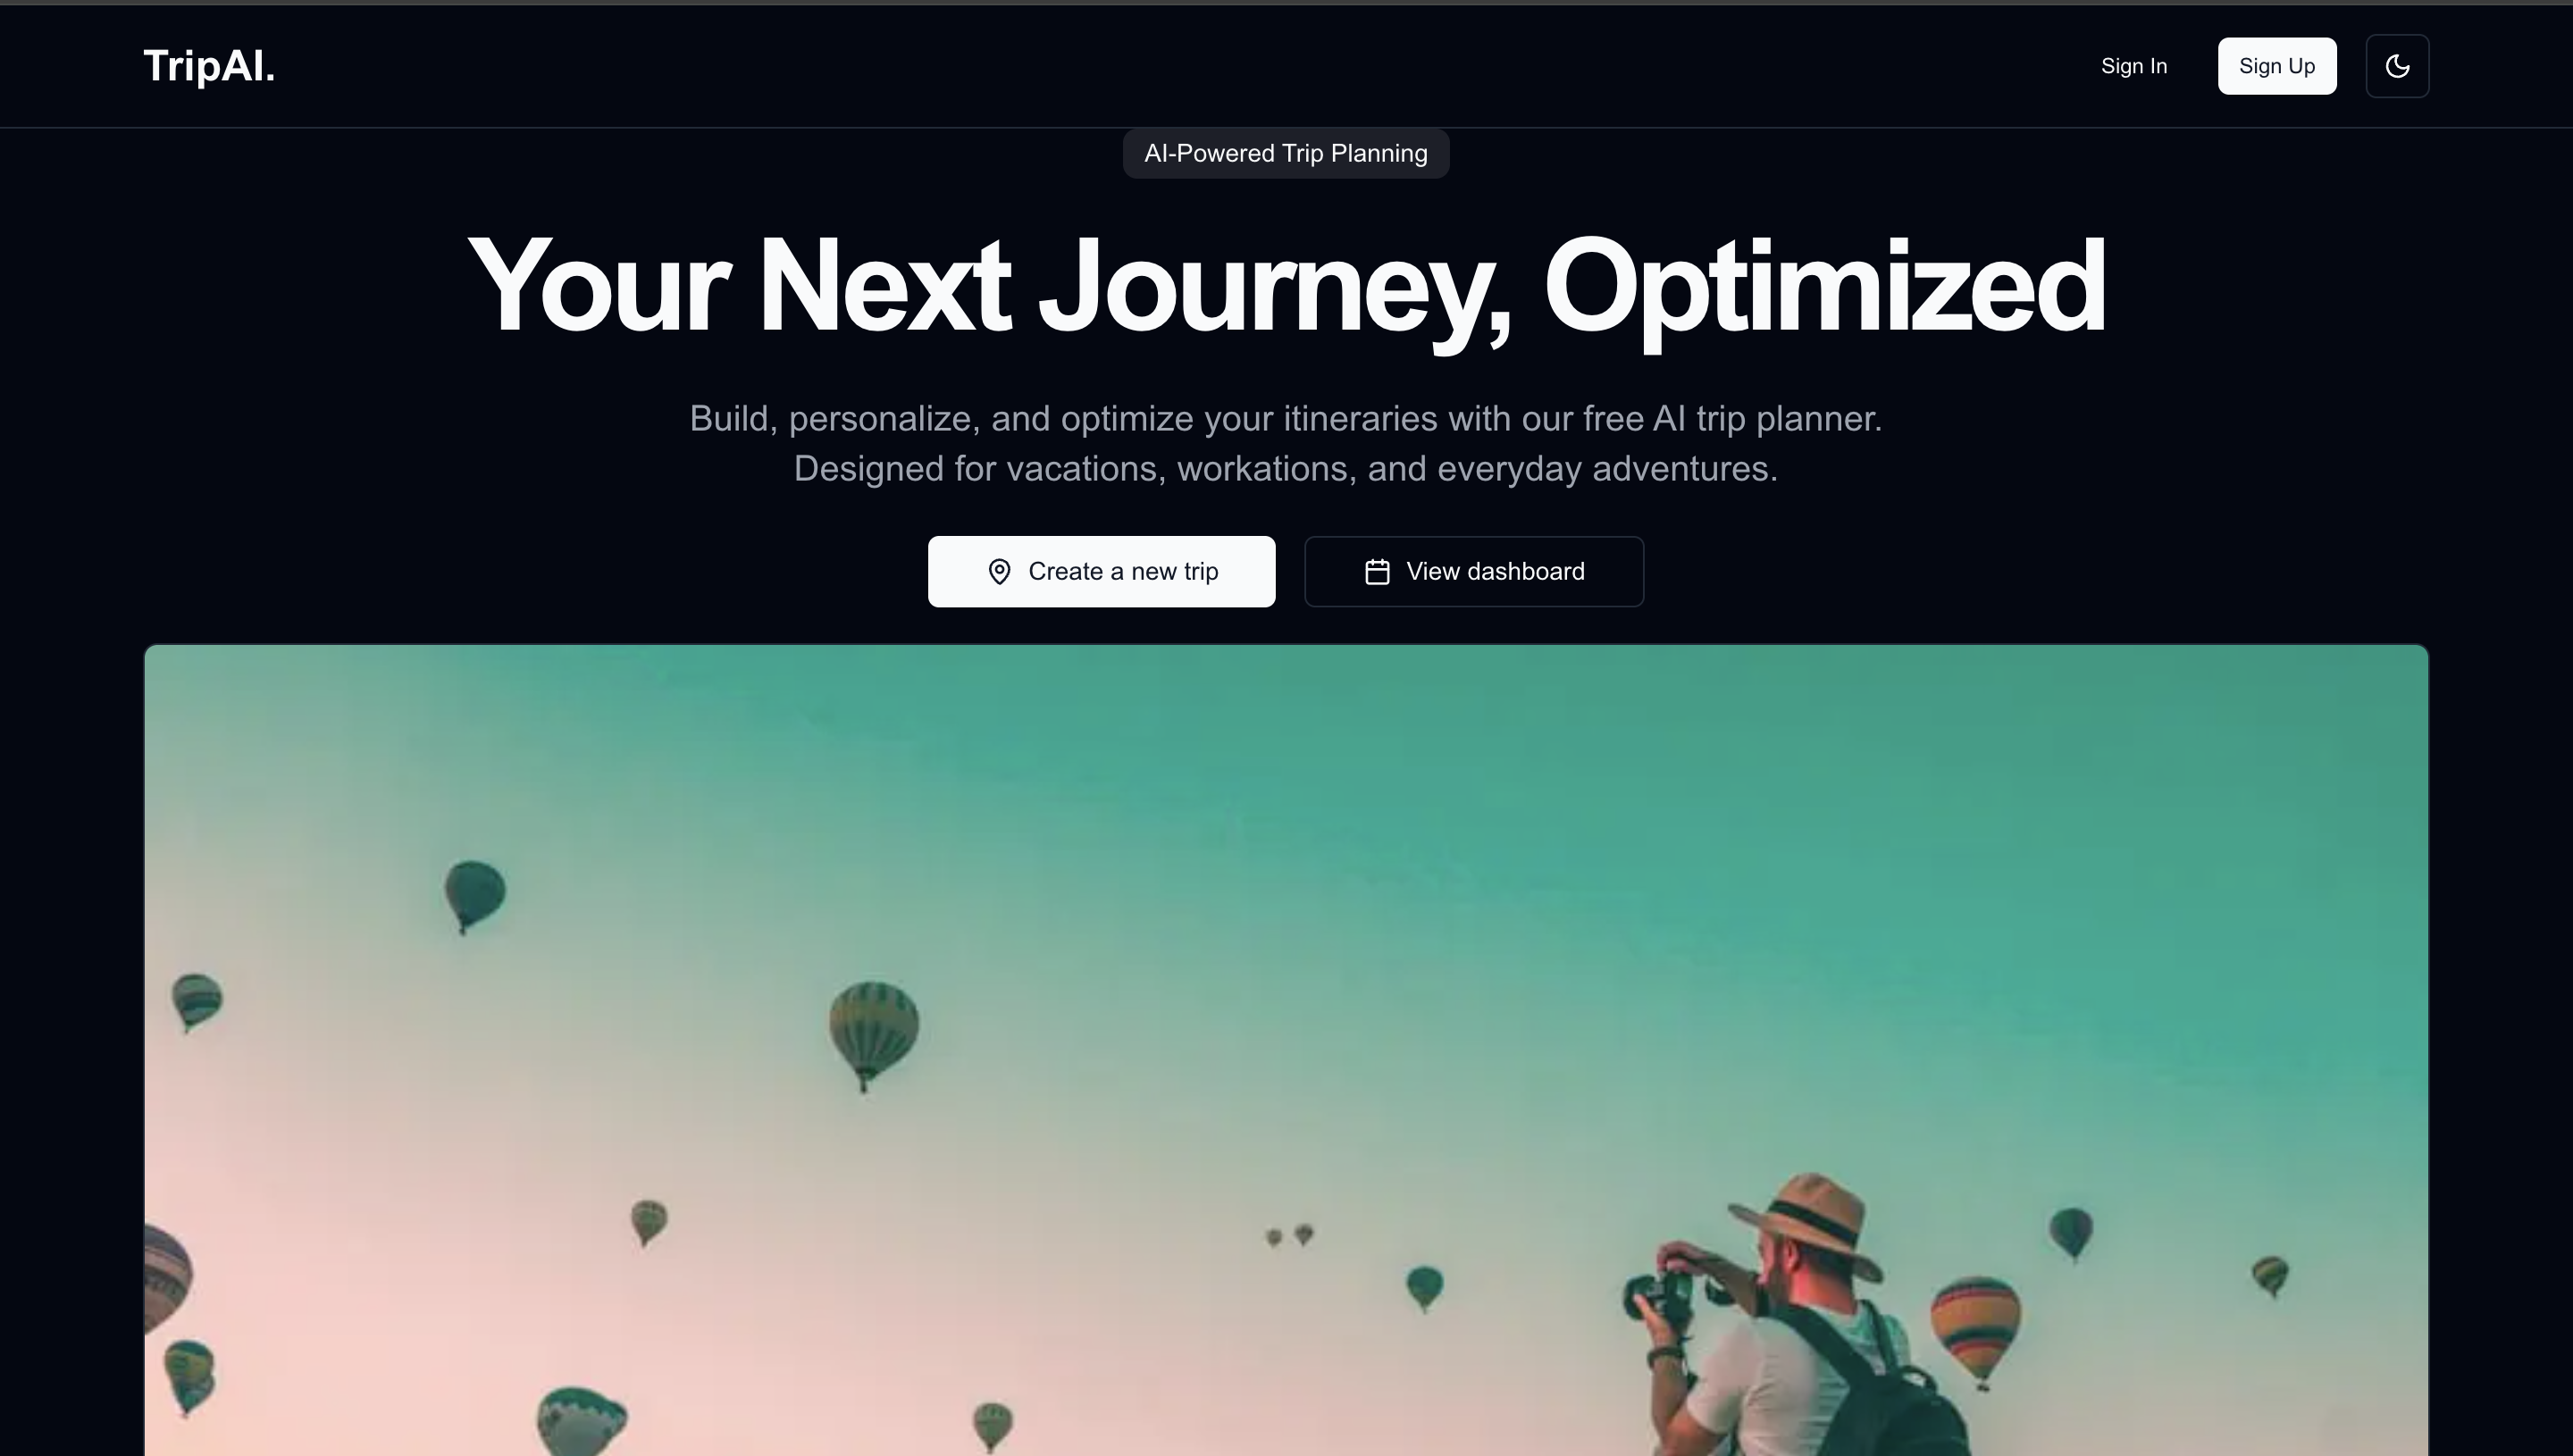 TripAI.
Sign In
Sign Up
AI-Powered Trip Planning
Your Next Journey, Optimized
Build, personalize, and optimize your itineraries with our free AI trip planner.
Designed for vacations, workations, and everyday adventures.
Create a new trip
View dashboard